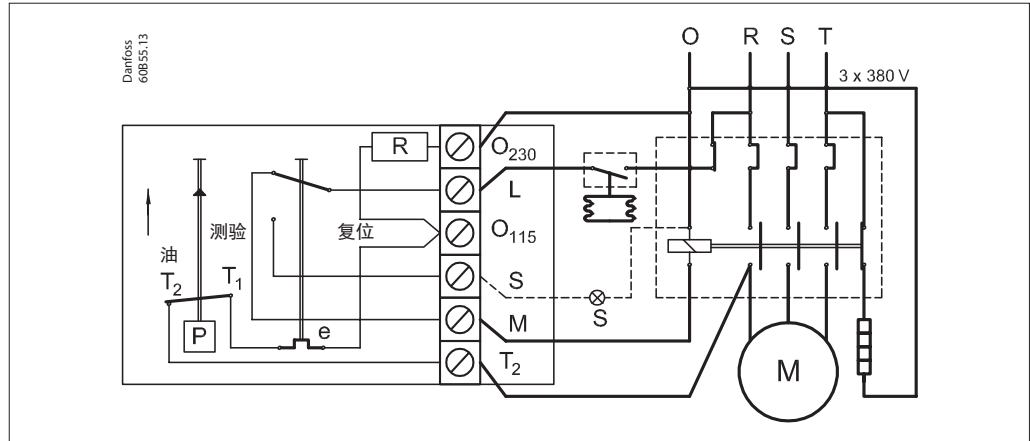 Danfoss
60B55.13
O R S T
3 x 380 V
R
O230
L
测验
复位
O115
油
T2
T1
S
S
P
e
M
T2
M